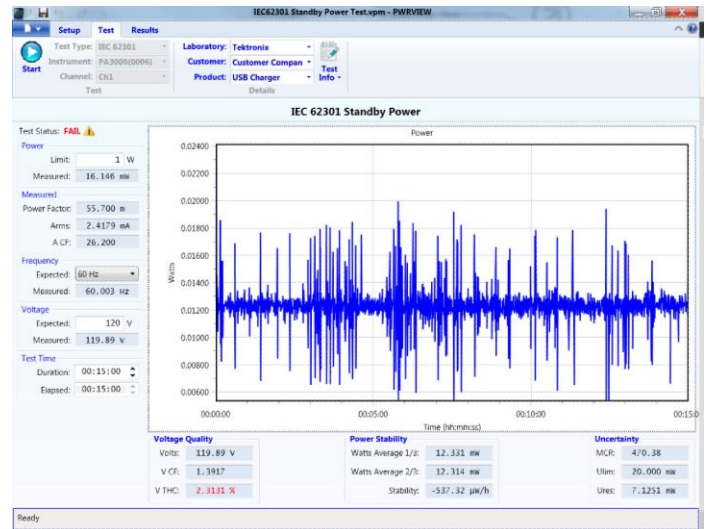 IEC62301 Standby Power Test.vpm - PWRVIEW
Setup Test Results
Start
Test Type: IEC 62301
Instrument: PA3000(0006)
Channel: Ch1
Test
Laboratory: Tektronix
Customer: Customer Compan
Product: USB Charger
Test Info
Details
IEC 62301 Standby Power
Test Status: FAIL
Power
Limit: 1 W
Measured: 16.146 mW
Measured
Power Factor: 55.700 m
Arms: 2.4179 mA
A CF: 26.200
Frequency
Expected: 60 Hz
Measured: 60.003 Hz
Voltage
Expected: 120 V
Measured: 119.89 V
Test Time
Duration: 00:15:00
Elapsed: 00:15:00
Power
0.02400
0.02200
0.02000
0.01800
0.01600
0.01400
0.01200
0.01000
0.00800
0.00600
Watts
00:00:00 00:05:00 00:10:00 00:15:0
Time (hh:mm:ss)
Voltage Quality
Volts: 119.89 V
V CF: 1.3917
V THC: 2.3131 %
Power Stability
Watts Average 1/3: 12.331 mW
Watts Average 2/3: 12.314 mW
Stability: -537.32 µW/h
Uncertainty
MCR: 470.38
Ulim: 20.000 mW
Ures: 7.1251 mW
Ready